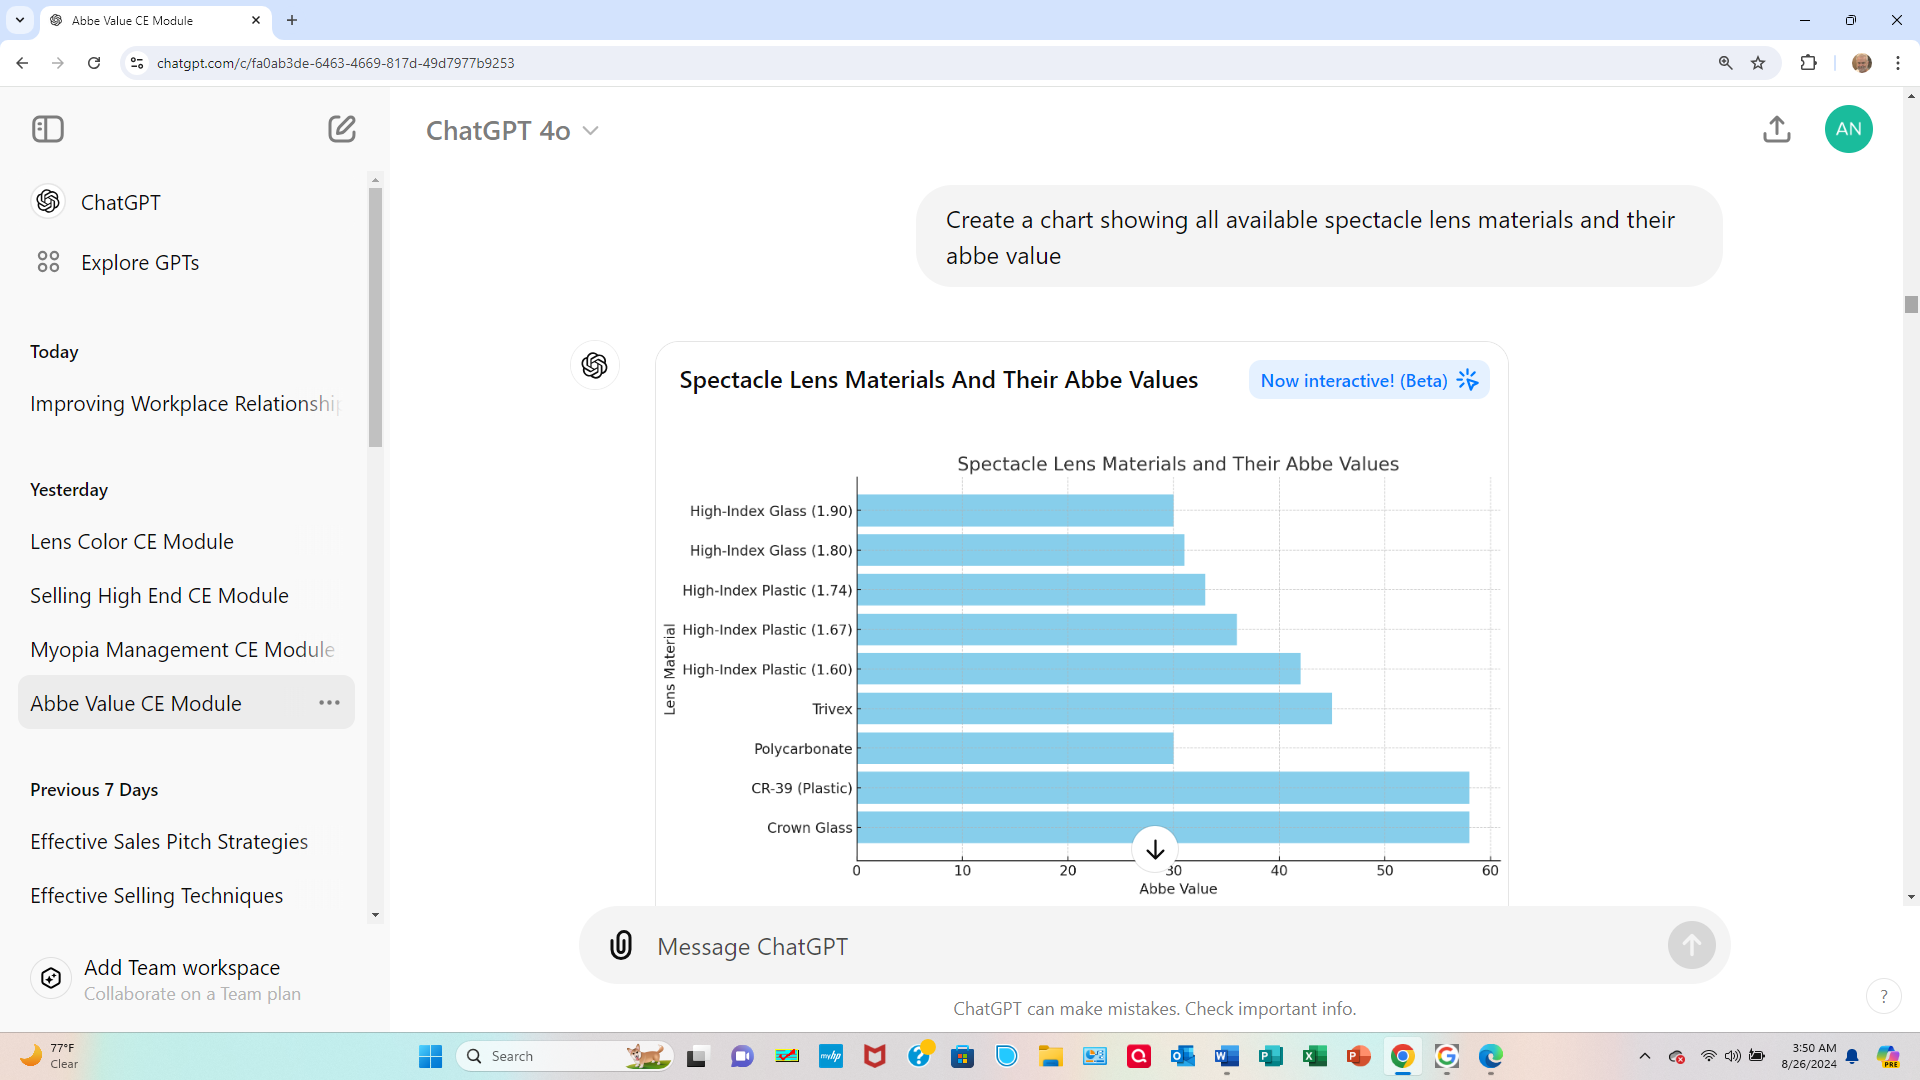 Abbe Value CE Module
chatgpt.com/c/fa0ab3de-6463-4669-817d-49d7977b9253
ChatGPT
Explore GPTs
Today
Improving Workplace Relationship
Yesterday
Lens Color CE Module
Selling High End CE Module
Myopia Management CE Module
Abbe Value CE Module
Previous 7 Days
Effective Sales Pitch Strategies
Effective Selling Techniques
Add Team workspace
Collaborate on a Team plan
ChatGPT 4o
AN
Create a chart showing all available spectacle lens materials and their
abbe value
Spectacle Lens Materials And Their Abbe Values
Now interactive! (Beta)
Spectacle Lens Materials and Their Abbe Values
Lens Material
High-Index Glass (1.90)
High-Index Glass (1.80)
High-Index Plastic (1.74)
High-Index Plastic (1.67)
High-Index Plastic (1.60)
Trivex
Polycarbonate
CR-39 (Plastic)
Crown Glass
0 10 20 30 40 50 60
Abbe Value
Message ChatGPT
ChatGPT can make mistakes. Check important info.
?
77°F
Clear
Search
myhp
3:50 AM
8/26/2024
PRE